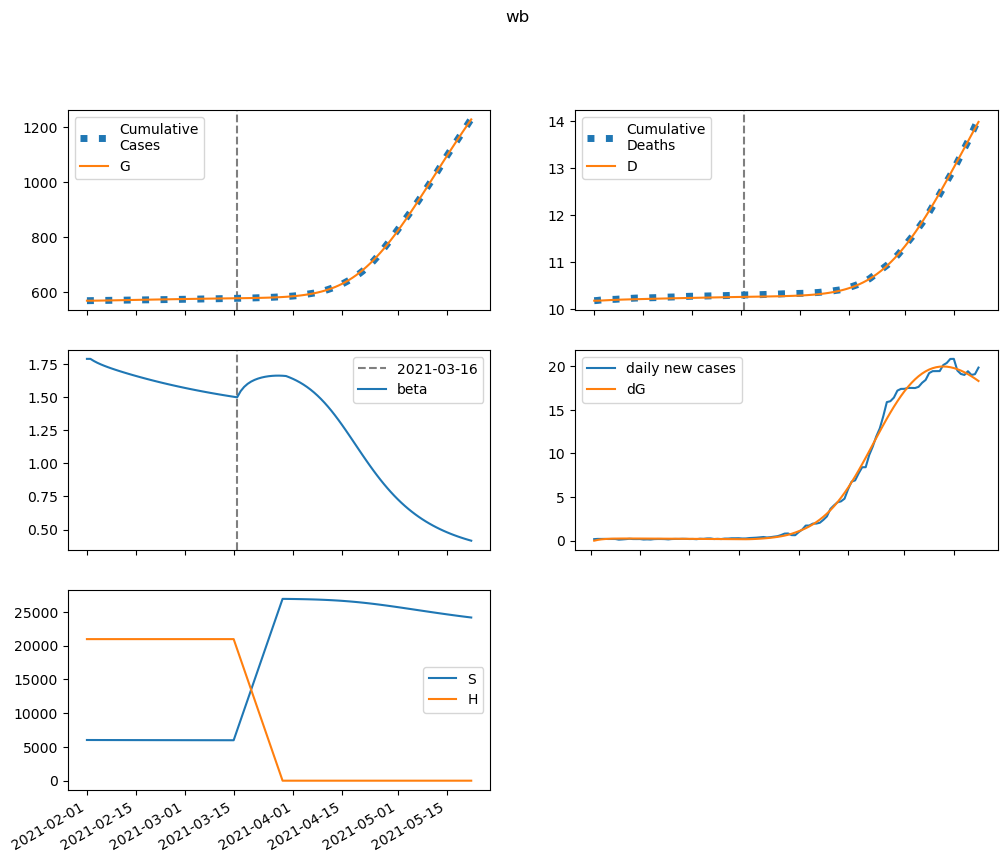 wb
1200
1000
800
600
Cumulative
Cases
G
14
13
12
11
10
Cumulative
Deaths
D
1.75
1.50
1.25
1.00
0.75
0.50
2021-03-16
beta
20
15
10
5
0
daily new cases
dG
25000
20000
15000
10000
5000
0
S
H
2021-02-01
2021-02-15
2021-03-01
2021-03-15
2021-04-01
2021-04-15
2021-05-01
2021-05-15